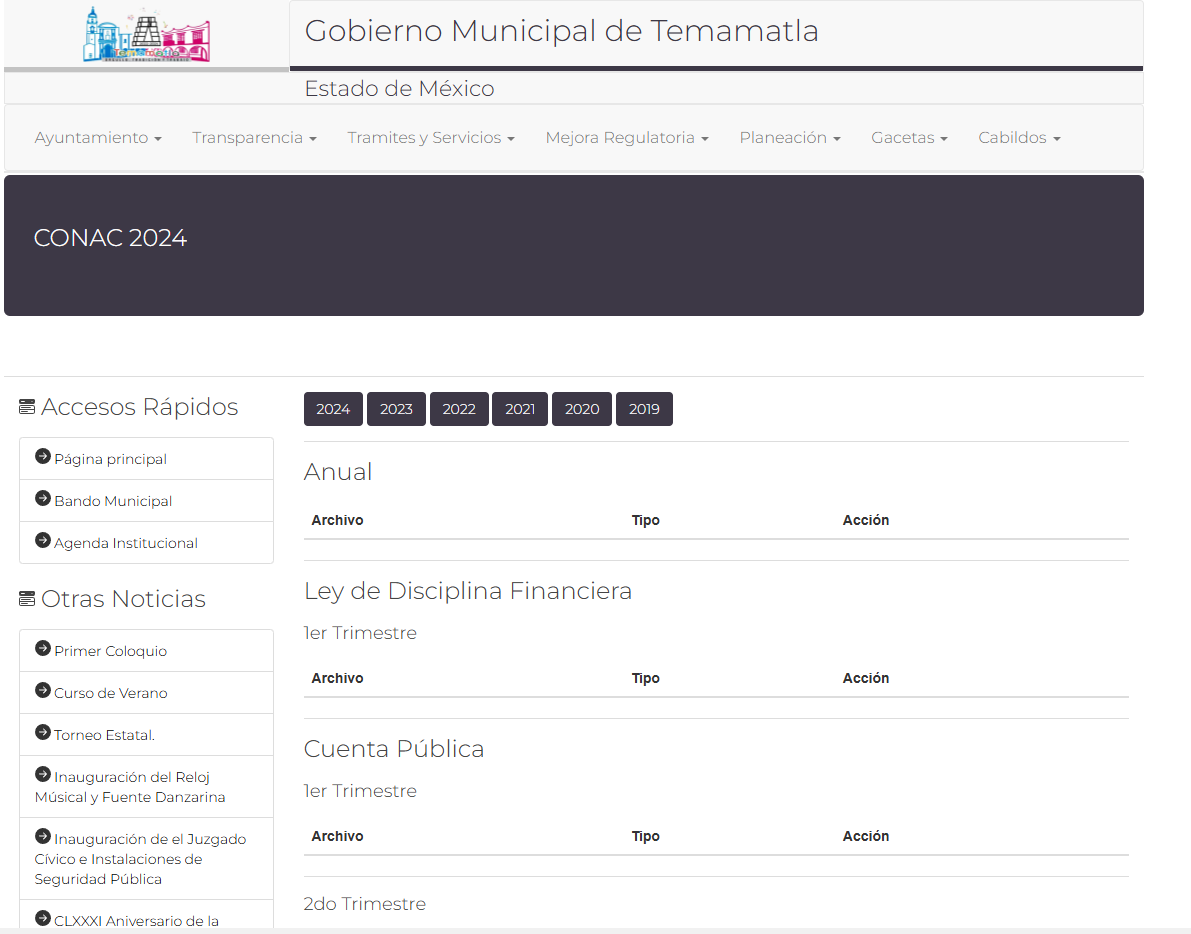 Gobierno Municipal de Temamatla
Estado de México
Ayuntamiento
Transparencia
Tramites y Servicios
Mejora Regulatoria
Planeación
Gacetas
Cabildos
CONAC 2024
Accesos Rápidos
Página principal
Bando Municipal
Agenda Institucional
Otras Noticias
Primer Coloquio
Curso de Verano
Torneo Estatal.
Inauguración del Reloj
Músical y Fuente Danzarina
Inauguración de el Juzgado
Cívico e Instalaciones de
Seguridad Pública
CLXXXI Aniversario de la
2024 2023 2022 2021 2020 2019
Anual
Archivo Tipo Acción
Ley de Disciplina Financiera
1er Trimestre
Archivo Tipo Acción
Cuenta Pública
1er Trimestre
Archivo Tipo Acción
2do Trimestre